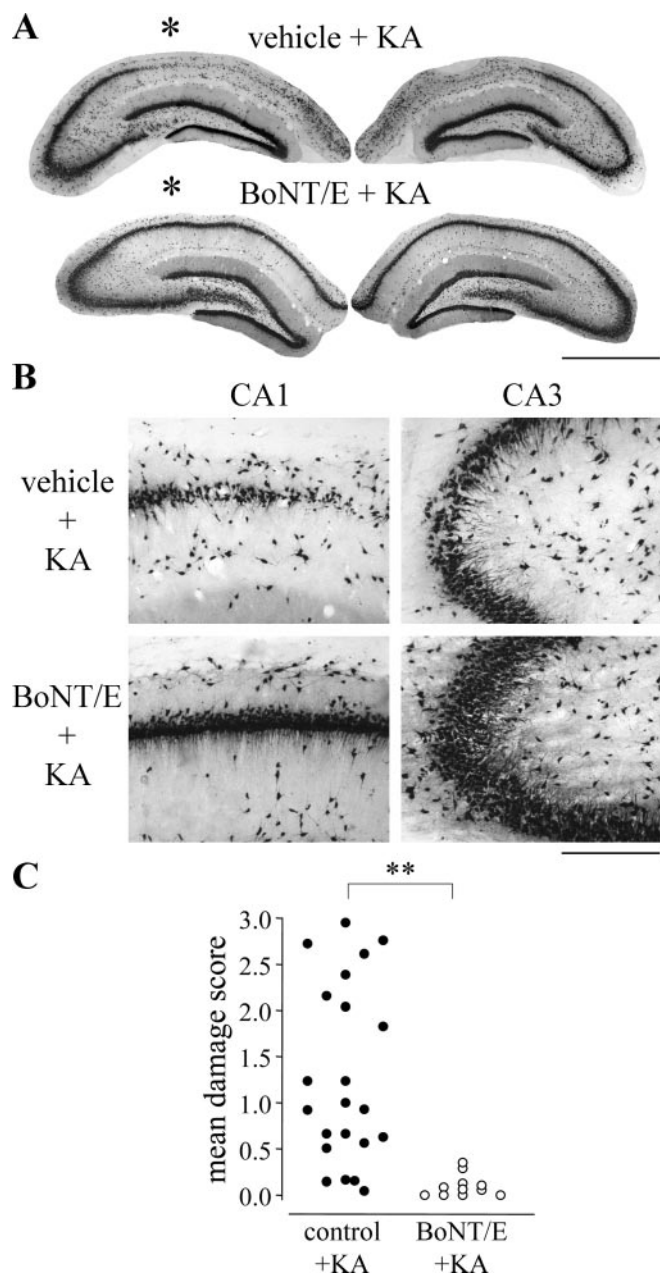 A
*
vehicle + KA
*
BoNT/E + KA
B
CA1 CA3
vehicle
+
KA
BoNT/E
+
KA
C
**
3.0
2.5
2.0
1.5
1.0
0.5
0.0
mean damage score
control BoNT/E
+KA +KA